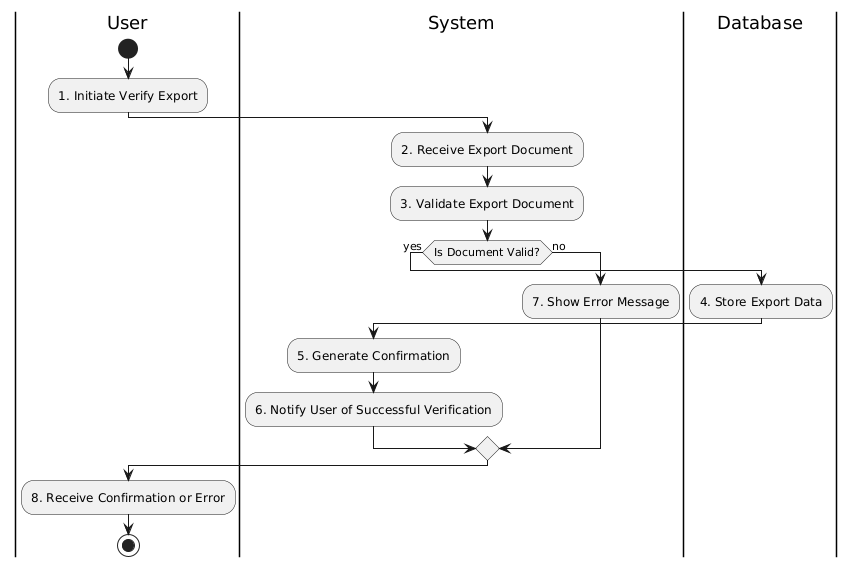 User
System
Database
1. Initiate Verify Export
2. Receive Export Document
3. Validate Export Document
yes
Is Document Valid?
no
7. Show Error Message
4. Store Export Data
5. Generate Confirmation
6. Notify User of Successful Verification
8. Receive Confirmation or Error